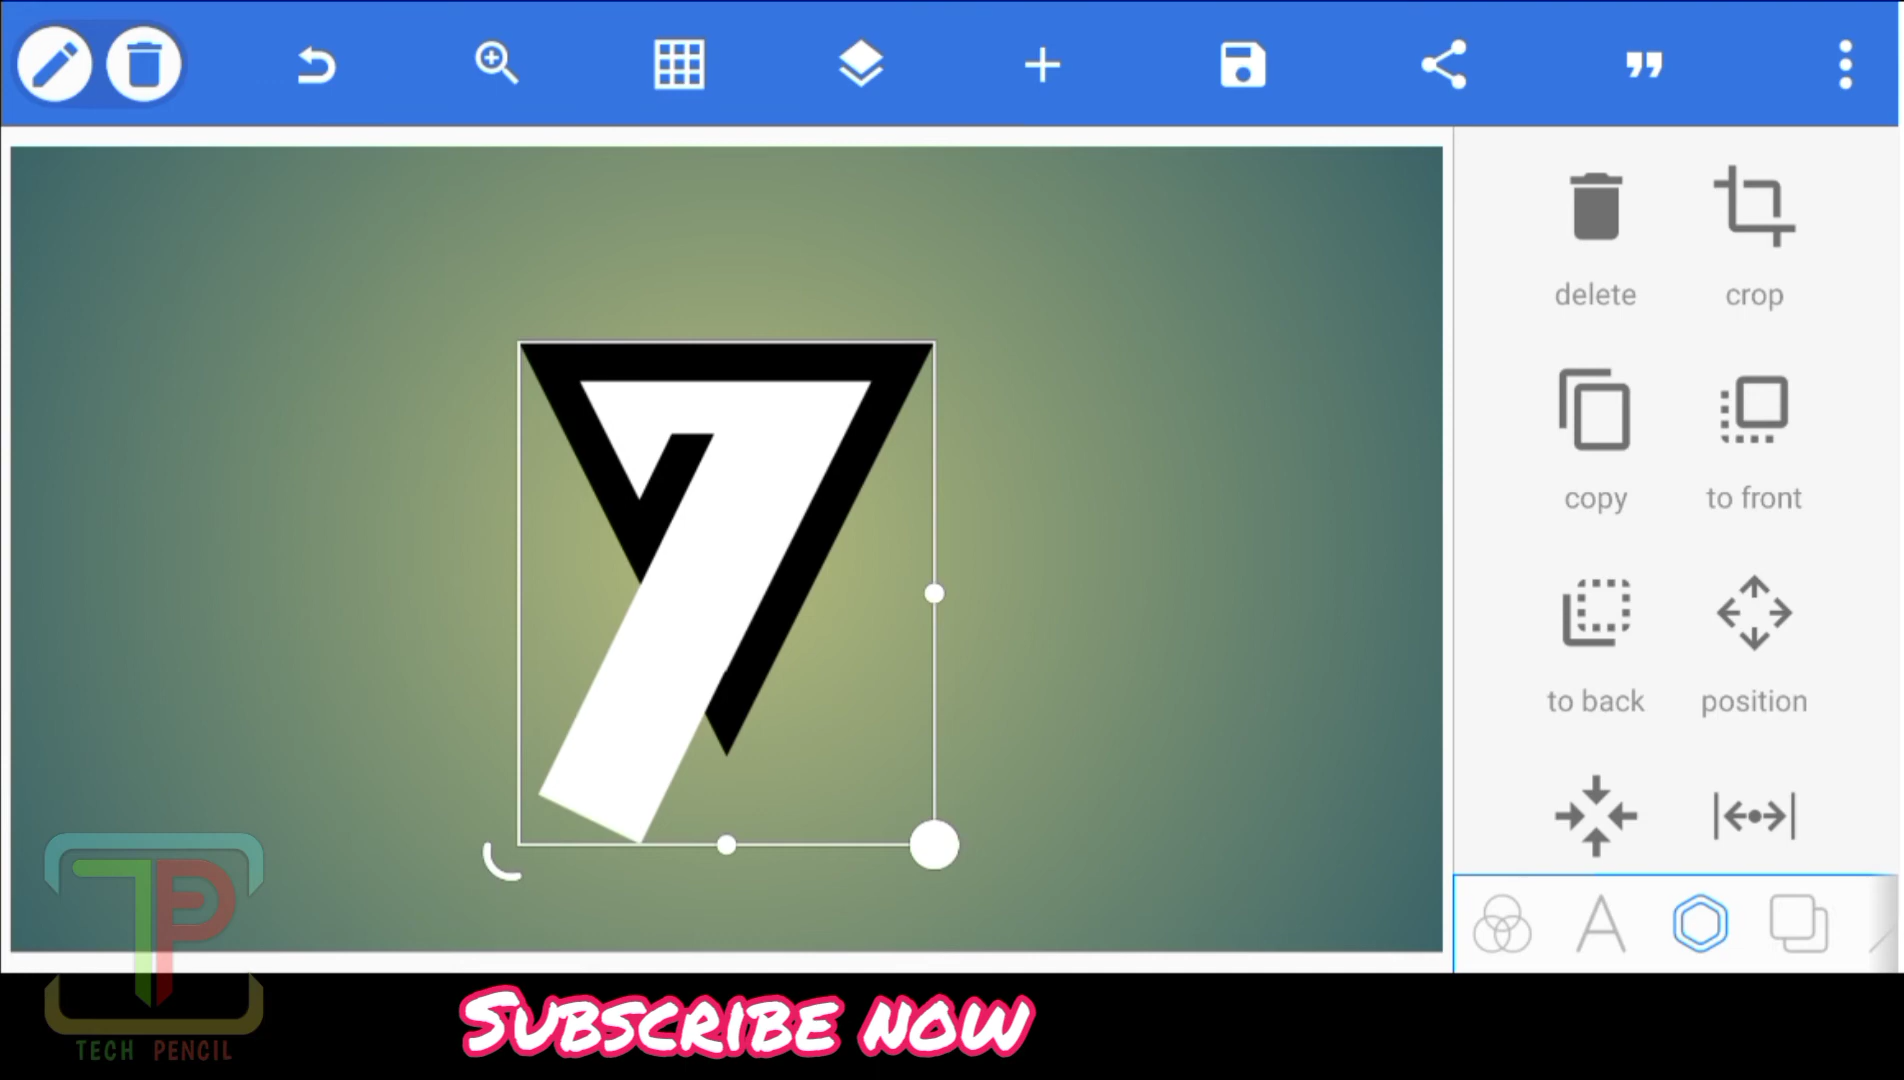 delete
crop
copy
to front
to back
position
TECH PENCIL
SUBSCRIBE NOW